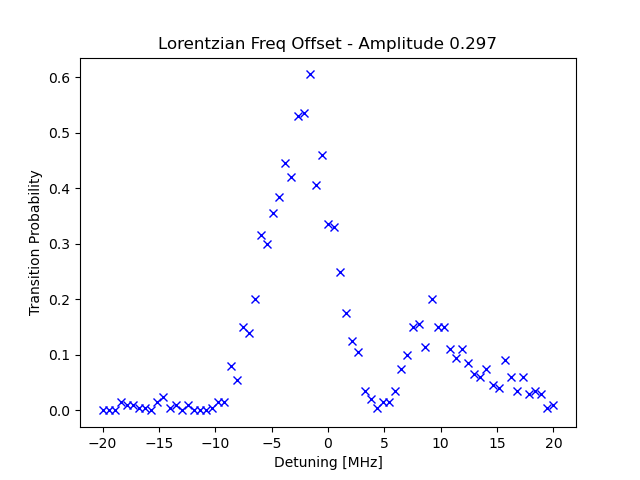 Lorentzian Freq Offset - Amplitude 0.297
0.6
0.5
0.4
0.3
0.2
0.1
0.0
Transition Probability
−20 −15 −10 −5 0 5 10 15 20
Detuning [MHz]